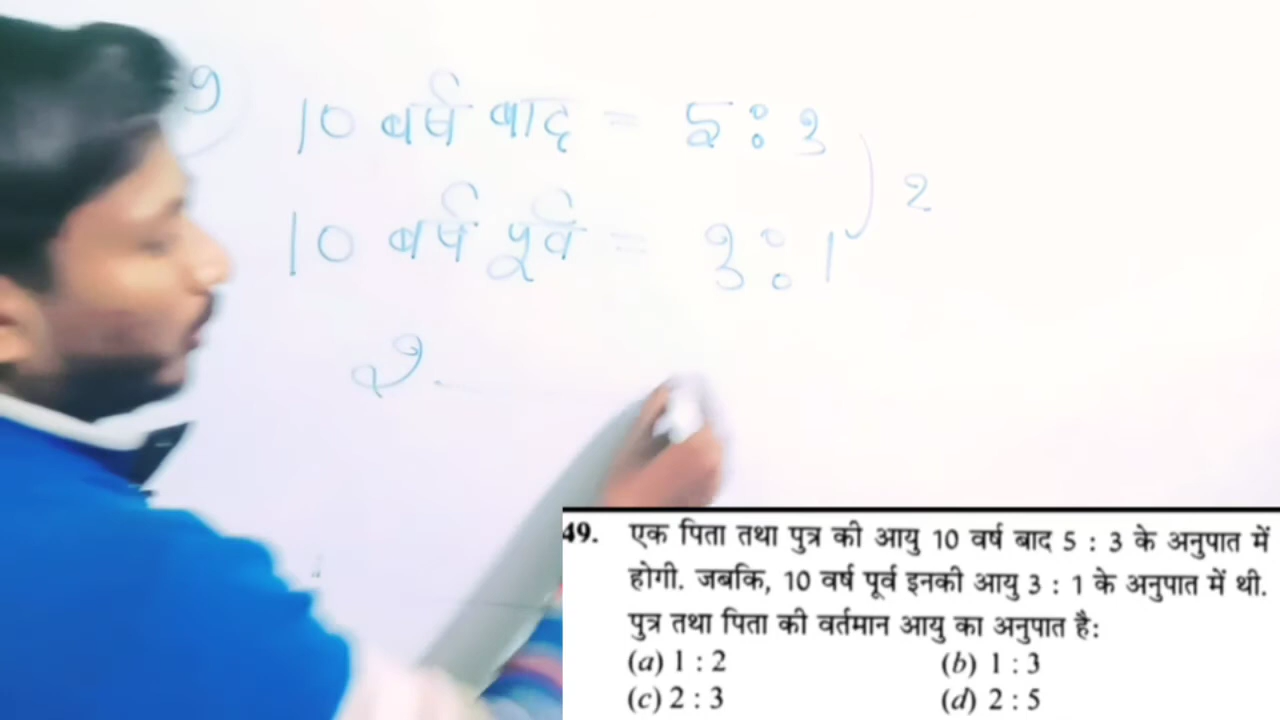 9
10 वर्ष बाद = 5 : 3
2
10 वर्ष पूर्व = 3 : 1
2
49. एक पिता तथा पुत्र की आयु 10 वर्ष बाद 5 : 3 के अनुपात में
होगी. जबकि, 10 वर्ष पूर्व इनकी आयु 3 : 1 के अनुपात में थी.
पुत्र तथा पिता की वर्तमान आयु का अनुपात है:
(a) 1 : 2 (b) 1 : 3
(c) 2 : 3 (d) 2 : 5